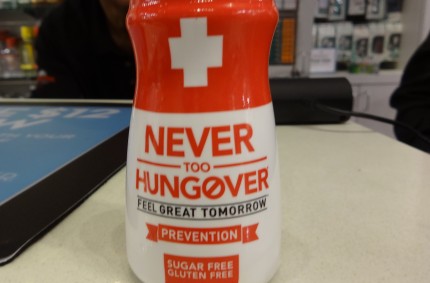 NEVER
TOO
HUNGØVER
FEEL GREAT TOMORROW
PREVENTION
SUGAR FREE
GLUTEN FREE